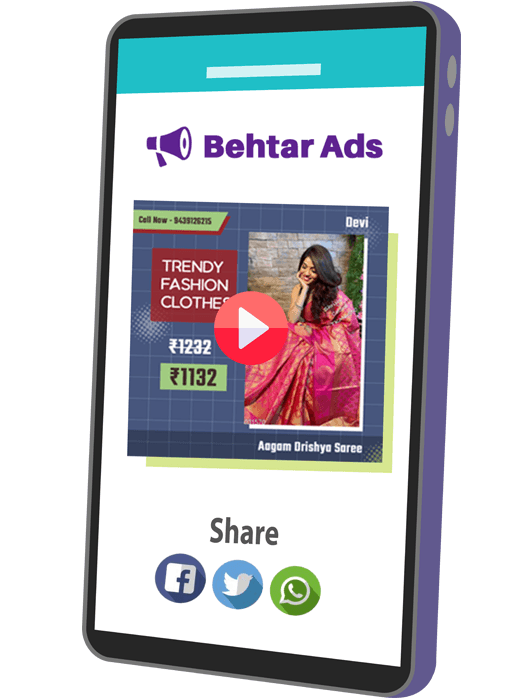 Behtar Ads
Call Now - 9439126215
Devi
TRENDY
FASHION
CLOTHES
₹1232
₹1132
Aagam Drishya Saree
Share